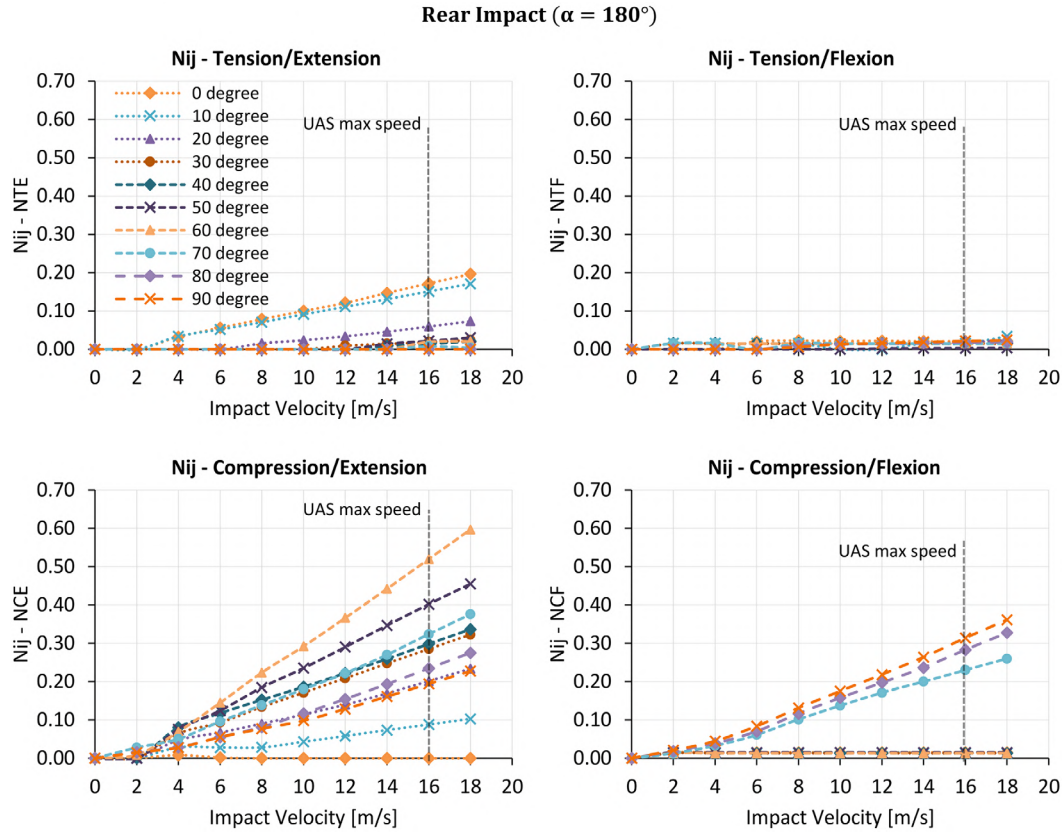 Rear Impact (α = 180°)
Nij - Tension/Extension
0.70
0.60
0.50
0.40
0.30
0.20
0.10
0.00
Nij - NTE
0 degree
10 degree
20 degree
30 degree
40 degree
50 degree
60 degree
70 degree
80 degree
90 degree
UAS max speed
0 2 4 6 8 10 12 14 16 18 20
Impact Velocity [m/s]
Nij - Tension/Flexion
0.70
0.60
0.50
0.40
0.30
0.20
0.10
0.00
Nij - NTF
UAS max speed
0 2 4 6 8 10 12 14 16 18 20
Impact Velocity [m/s]
Nij - Compression/Extension
0.70
0.60
0.50
0.40
0.30
0.20
0.10
0.00
Nij - NCE
UAS max speed
0 2 4 6 8 10 12 14 16 18 20
Impact Velocity [m/s]
Nij - Compression/Flexion
0.70
0.60
0.50
0.40
0.30
0.20
0.10
0.00
Nij - NCF
UAS max speed
0 2 4 6 8 10 12 14 16 18 20
Impact Velocity [m/s]